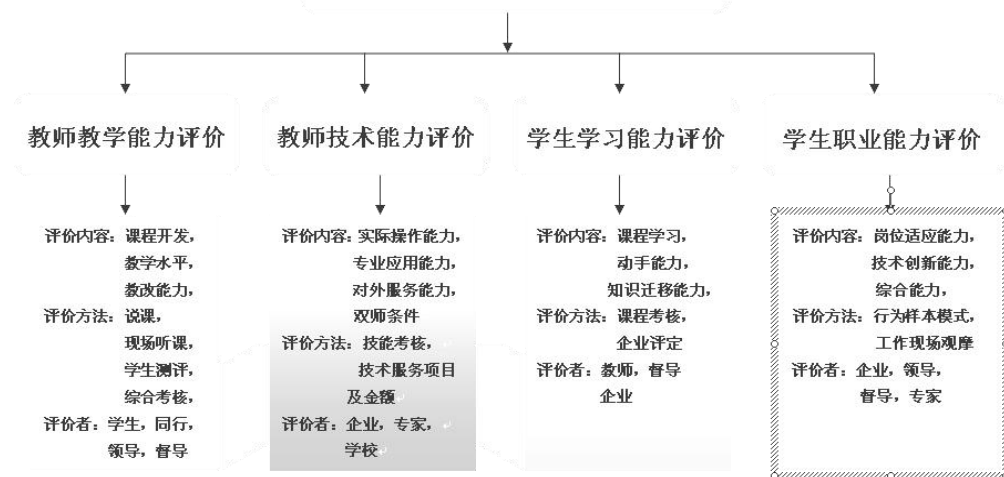 教师教学能力评价
教师技术能力评价
学生学习能力评价
学生职业能力评价
评价内容：课程开发，
教学水平，
教改能力，
评价方法：说课，
现场听课，
学生测评，
综合考核，
评价者：学生，同行，
领导，督导
评价内容：实际操作能力，
专业应用能力，
对外服务能力，
双师条件
评价方法：技能考核，
技术服务项目
及金额
评价者：企业，专家，
学校
评价内容：课程学习，
动手能力，
知识迁移能力，
评价方法：课程考核，
企业评定
评价者：教师，督导
企业
评价内容：岗位适应能力，
技术创新能力，
综合能力，
评价方法：行为样本模式，
工作现场观摩
评价者：企业，领导，
督导，专家